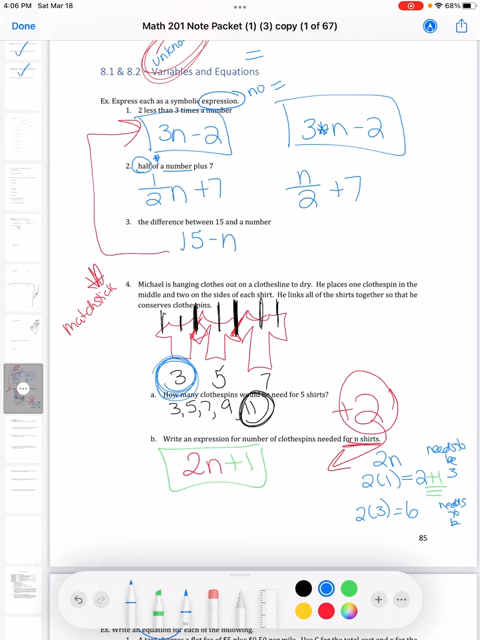 4:06 PM Sat Mar 18
Done
Math 201 Note Packet (1) (3) copy (1 of 67)
unkno
=
8.1 & 8.2 - Variables and Equations
no =
Ex. Express each as a symbolic expression.
1. 2 less than 3 times a number
3n - 2
3*n - 2
2. half of a number plus 7
1/2 n + 7
n/2 + 7
3. the difference between 15 and a number
15 - n
matchstick
4. Michael is hanging clothes out on a clothesline to dry. He places one clothespin in the
middle and two on the sides of each shirt. He links all of the shirts together so that he
conserves clothespins.
3 5 7
a. How many clothespins would he need for 5 shirts?
3, 5, 7, 9, 11
+2
b. Write an expression for number of clothespins needed for n shirts.
2n+1
2n
needs to be 3
2(1) = 2+1
2(3) = 6
needs to be
85
Ex. Write an equation for each of the following.